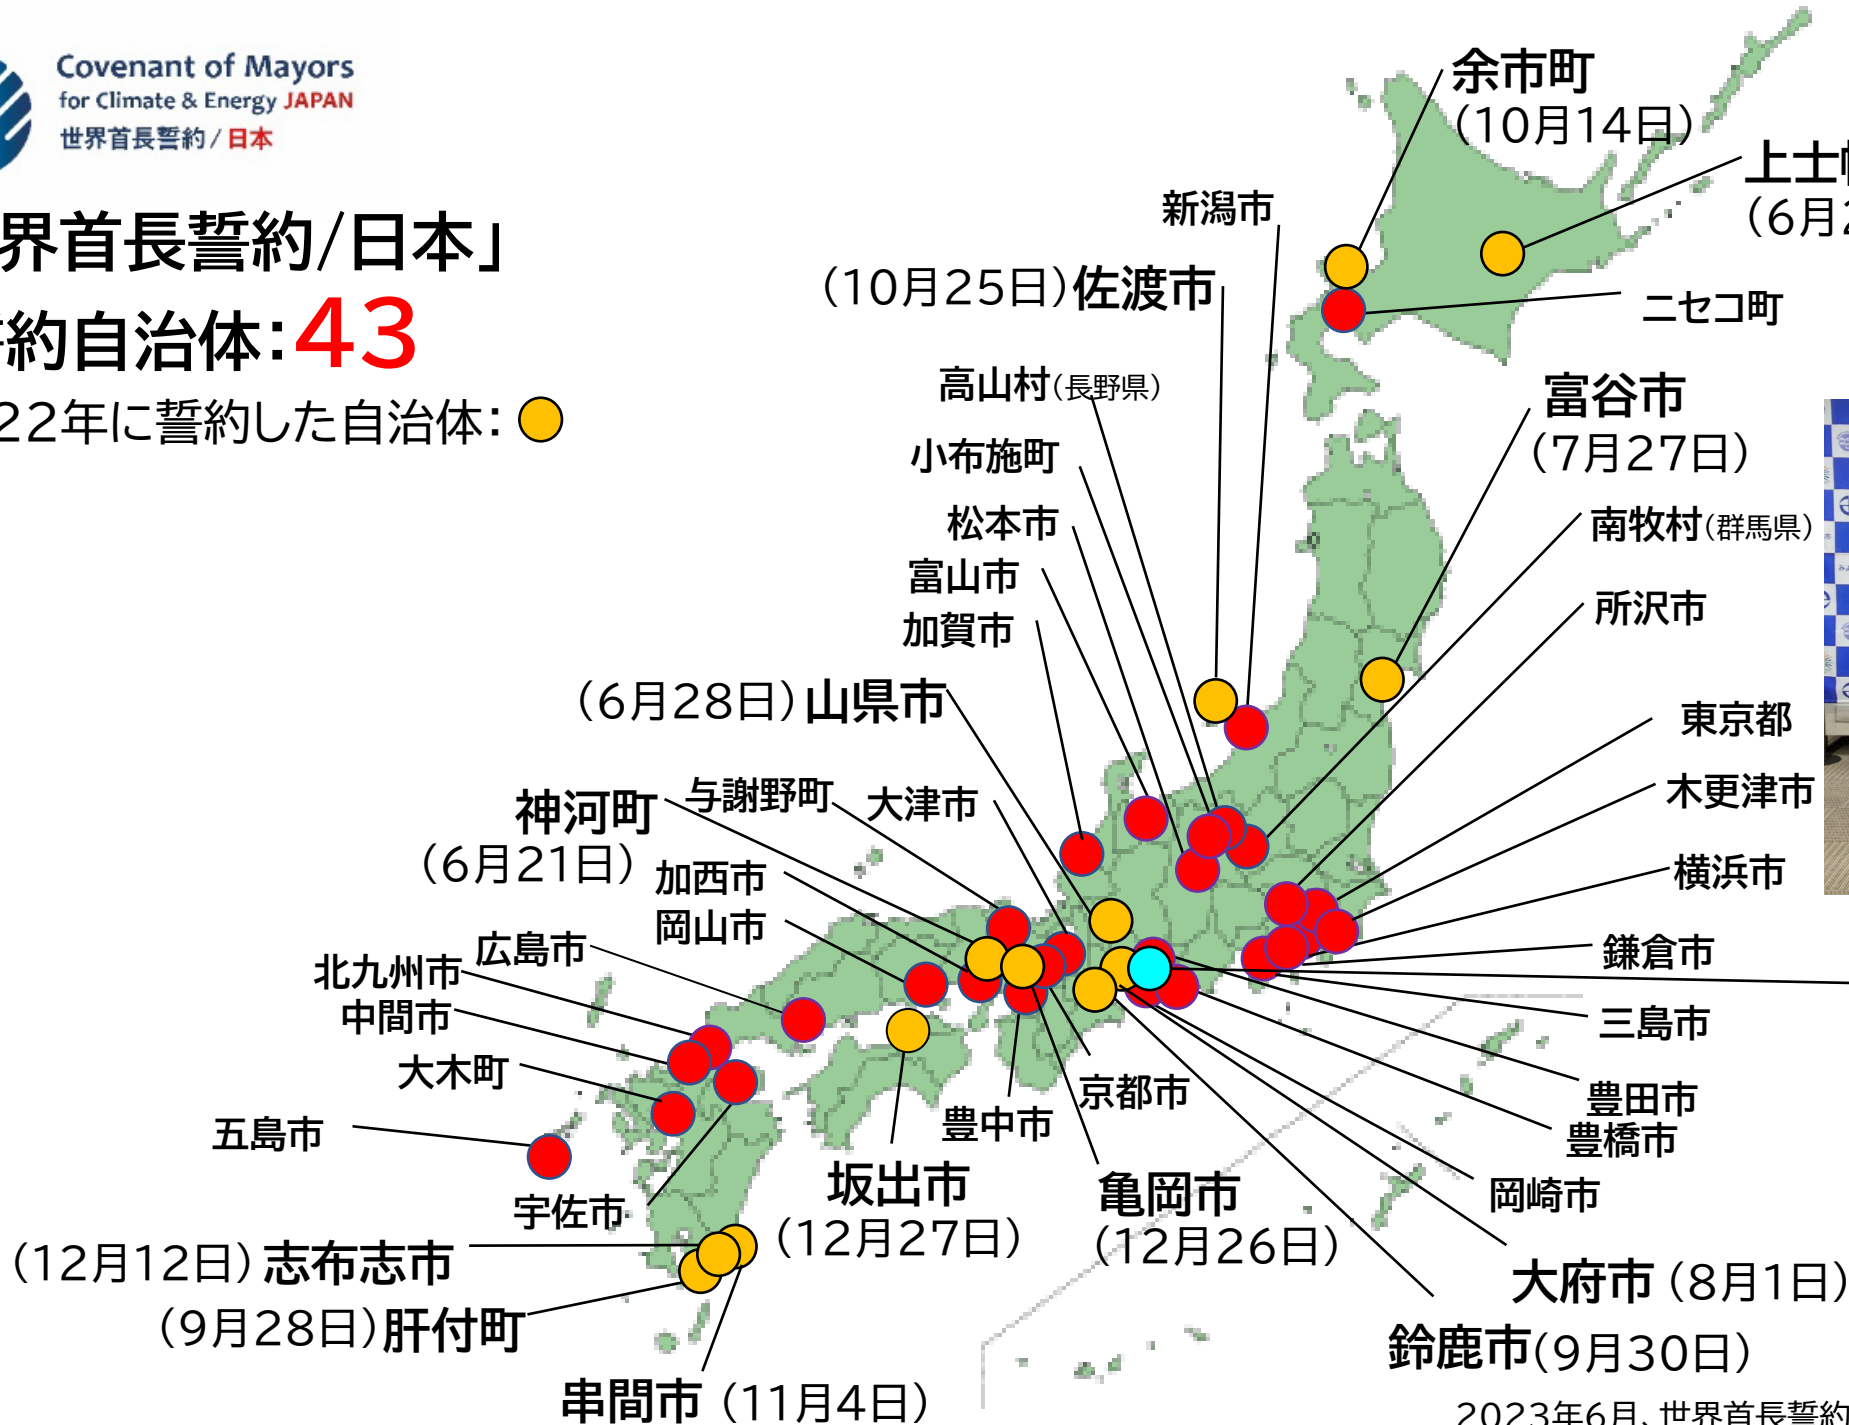 Covenant of Mayors
for Climate & Energy JAPAN
世界首長誓約/日本
界首長誓約/日本」
約自治体：43
22年に誓約した自治体：
余市町
（10月14日）
上士
（6月2
新潟市
（10月25日）佐渡市
ニセコ町
高山村（長野県）
富谷市
（7月27日）
小布施町
松本市
南牧村（群馬県）
富山市
所沢市
加賀市
（6月28日）山県市
東京都
木更津市
神河町
（6月21日）
与謝野町
大津市
横浜市
加西市
岡山市
広島市
鎌倉市
北九州市
中間市
三島市
大木町
京都市
豊田市
五島市
豊中市
豊橋市
坂出市
（12月27日）
亀岡市
（12月26日）
岡崎市
宇佐市
（12月12日）志布志市
大府市（8月1日）
（9月28日）肝付町
鈴鹿市（9月30日）
串間市（11月4日）
2023年6月、世界首長誓約